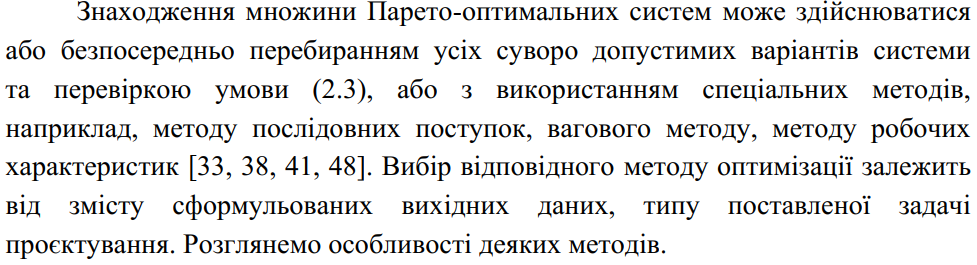 Знаходження множини Парето-оптимальних систем може здійснюватися
або безпосередньо перебиранням усіх суворо допустимих варіантів системи
та перевіркою умови (2.3), або з використанням спеціальних методів,
наприклад, методу послідовних поступок, вагового методу, методу робочих
характеристик [33, 38, 41, 48]. Вибір відповідного методу оптимізації залежить
від змісту сформульованих вихідних даних, типу поставленої задачі
проєктування. Розглянемо особливості деяких методів.